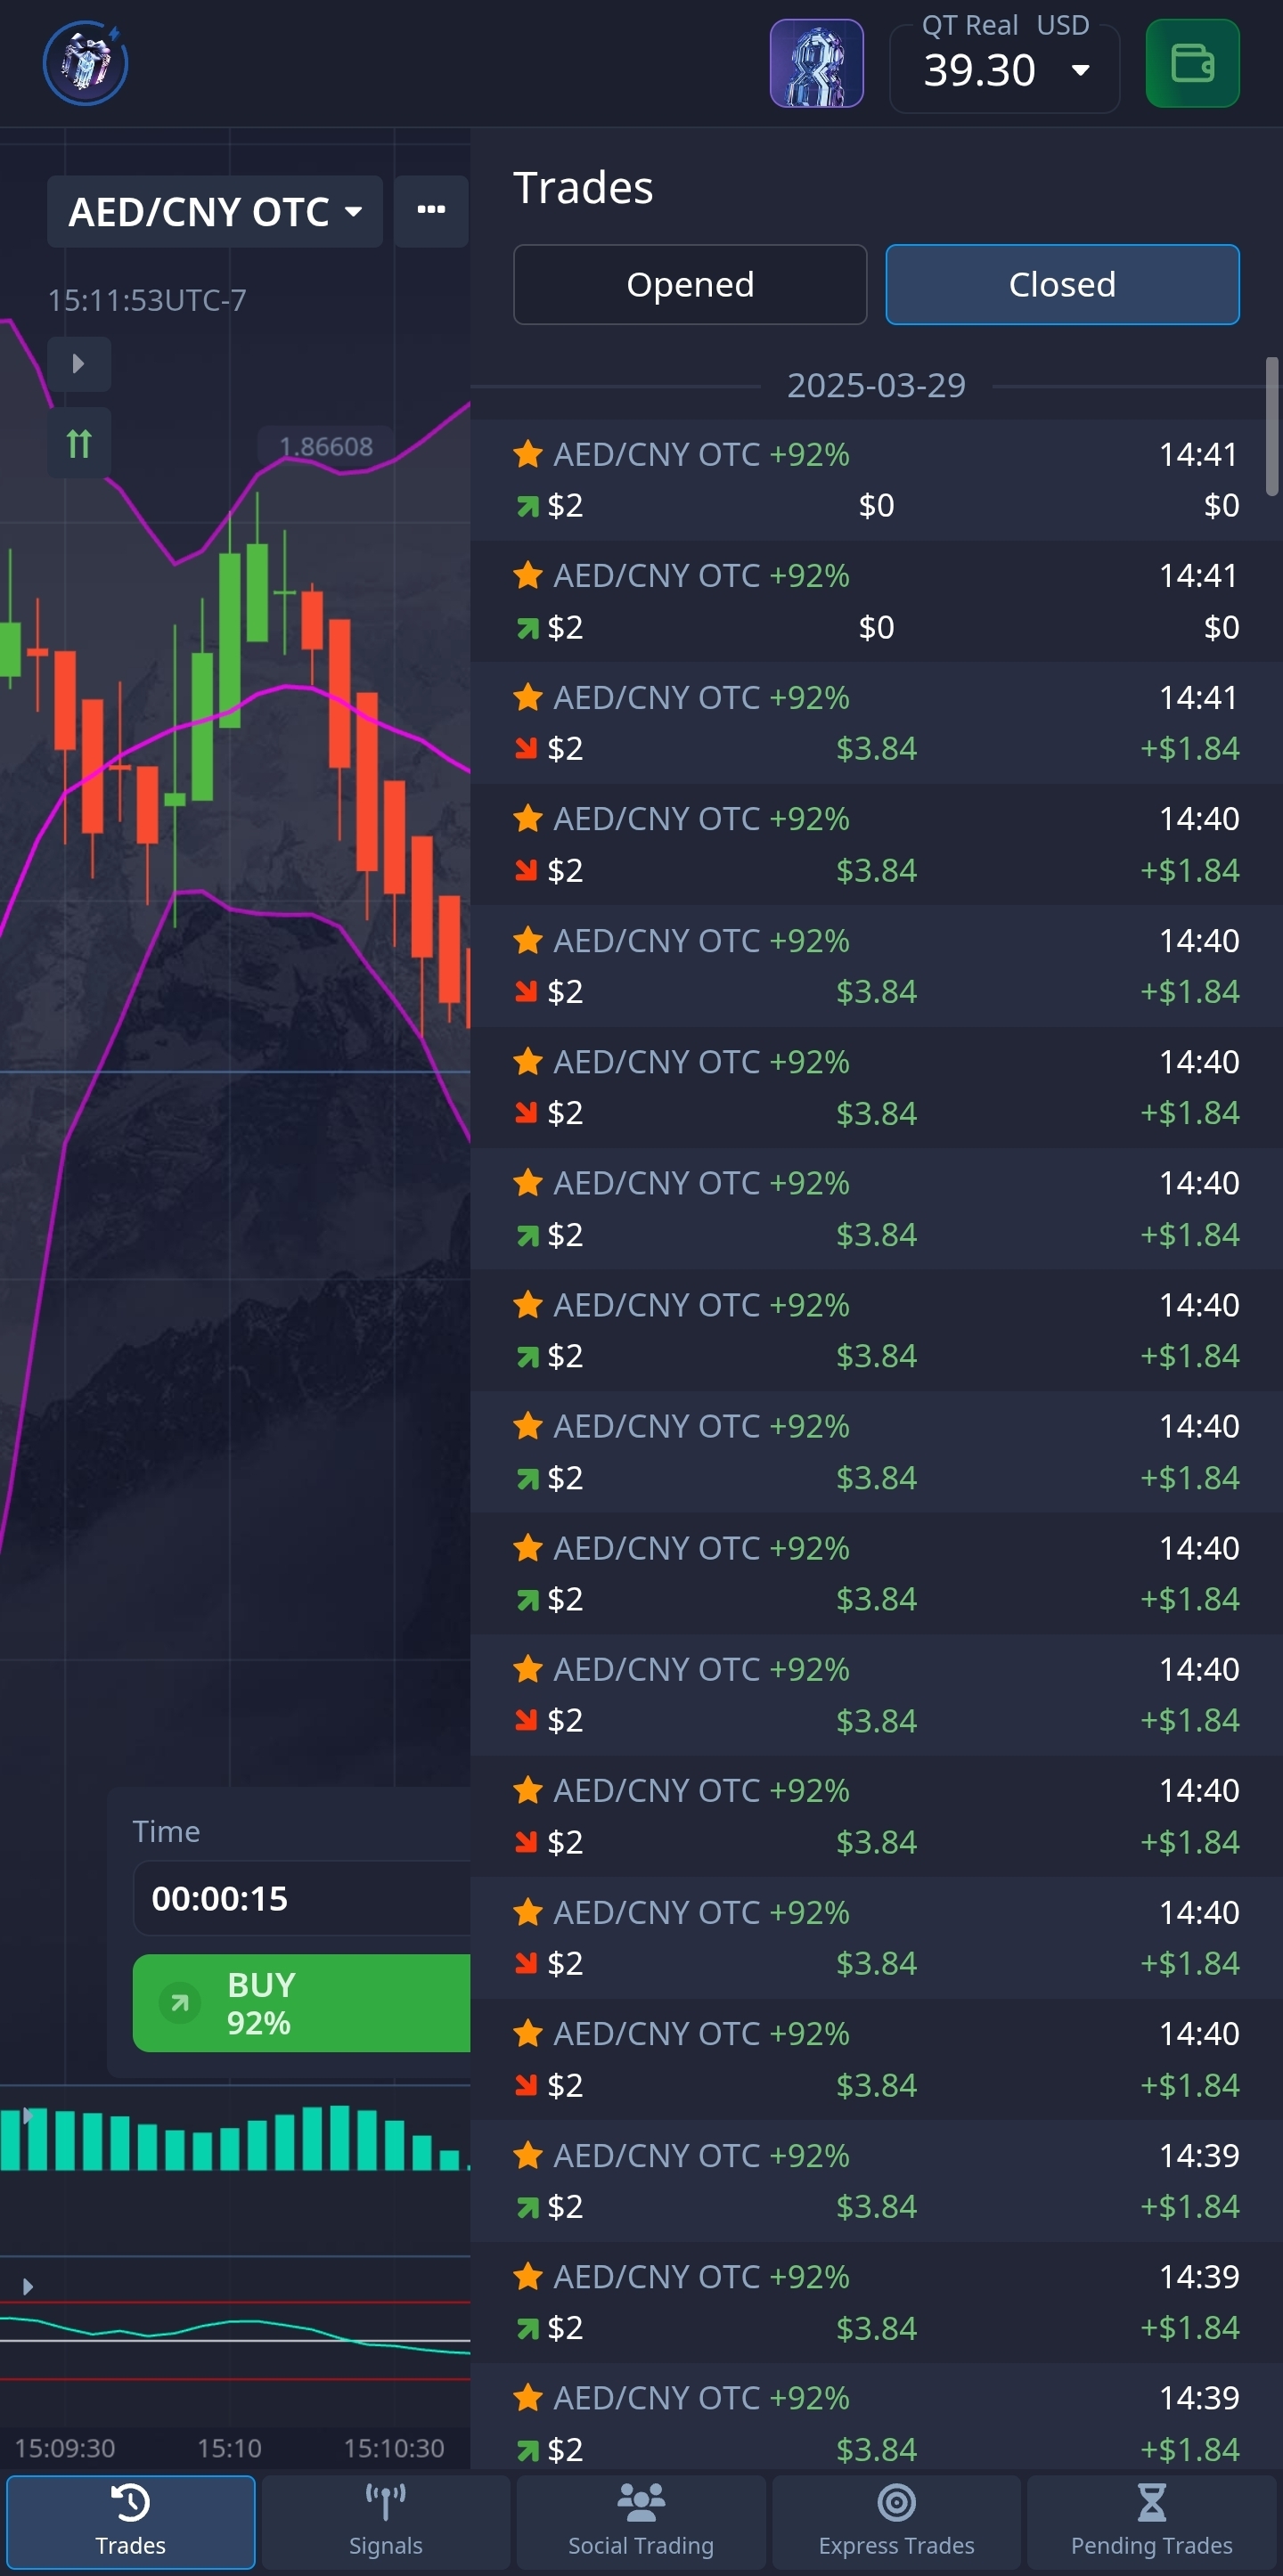 QT Real USD
39.30
AED/CNY OTC
15:11:53UTC-7
1.86608
Time
00:00:15
BUY
92%
15:09:30 15:10 15:10:30
Trades
Opened Closed
2025-03-29
AED/CNY OTC +92% 14:41
$2 $0 $0
AED/CNY OTC +92% 14:41
$2 $0 $0
AED/CNY OTC +92% 14:41
$2 $3.84 +$1.84
AED/CNY OTC +92% 14:40
$2 $3.84 +$1.84
AED/CNY OTC +92% 14:40
$2 $3.84 +$1.84
AED/CNY OTC +92% 14:40
$2 $3.84 +$1.84
AED/CNY OTC +92% 14:40
$2 $3.84 +$1.84
AED/CNY OTC +92% 14:40
$2 $3.84 +$1.84
AED/CNY OTC +92% 14:40
$2 $3.84 +$1.84
AED/CNY OTC +92% 14:40
$2 $3.84 +$1.84
AED/CNY OTC +92% 14:40
$2 $3.84 +$1.84
AED/CNY OTC +92% 14:40
$2 $3.84 +$1.84
AED/CNY OTC +92% 14:40
$2 $3.84 +$1.84
AED/CNY OTC +92% 14:40
$2 $3.84 +$1.84
AED/CNY OTC +92% 14:39
$2 $3.84 +$1.84
AED/CNY OTC +92% 14:39
$2 $3.84 +$1.84
AED/CNY OTC +92% 14:39
$2 $3.84 +$1.84
Trades Signals Social Trading Express Trades Pending Trades